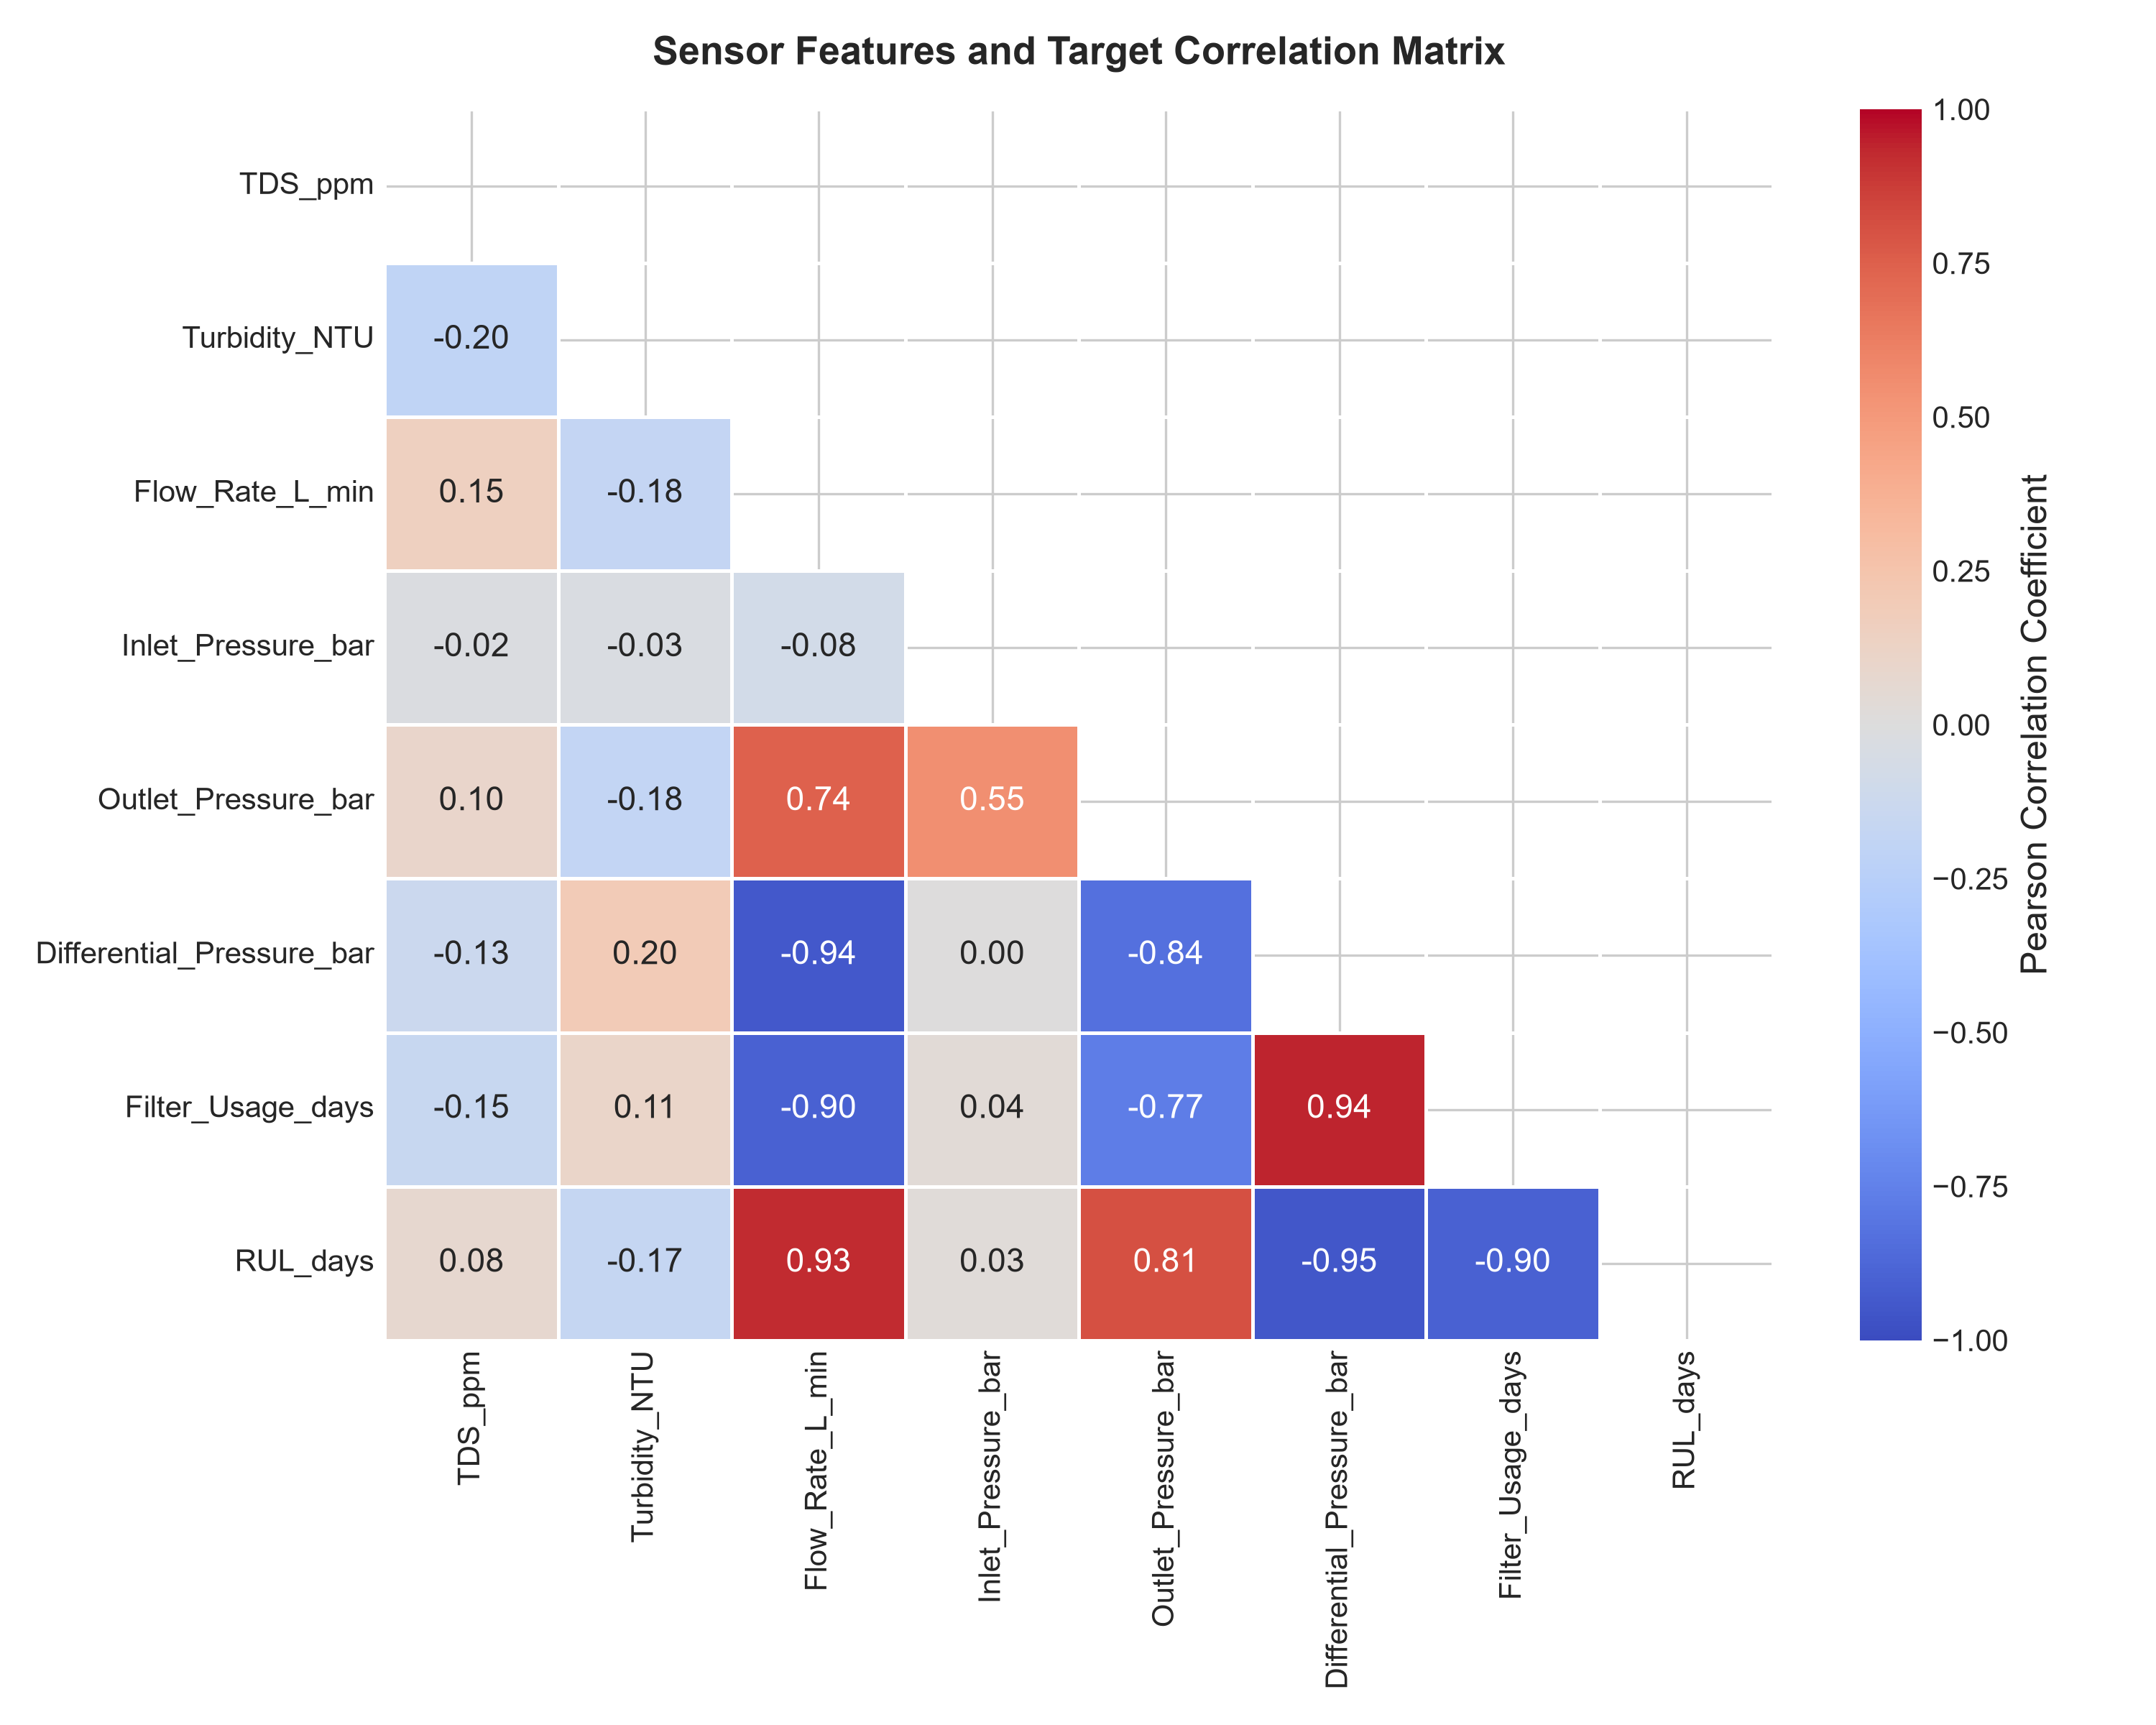 Sensor Features and Target Correlation Matrix
TDS_ppm
Turbidity_NTU -0.20
Flow_Rate_L_min 0.15 -0.18
Inlet_Pressure_bar -0.02 -0.03 -0.08
Outlet_Pressure_bar 0.10 -0.18 0.74 0.55
Differential_Pressure_bar -0.13 0.20 -0.94 0.00 -0.84
Filter_Usage_days -0.15 0.11 -0.90 0.04 -0.77 0.94
RUL_days 0.08 -0.17 0.93 0.03 0.81 -0.95 -0.90
TDS_ppm
Turbidity_NTU
Flow_Rate_L_min
Inlet_Pressure_bar
Outlet_Pressure_bar
Differential_Pressure_bar
Filter_Usage_days
RUL_days
1.00
0.75
0.50
0.25
0.00
−0.25
−0.50
−0.75
−1.00
Pearson Correlation Coefficient